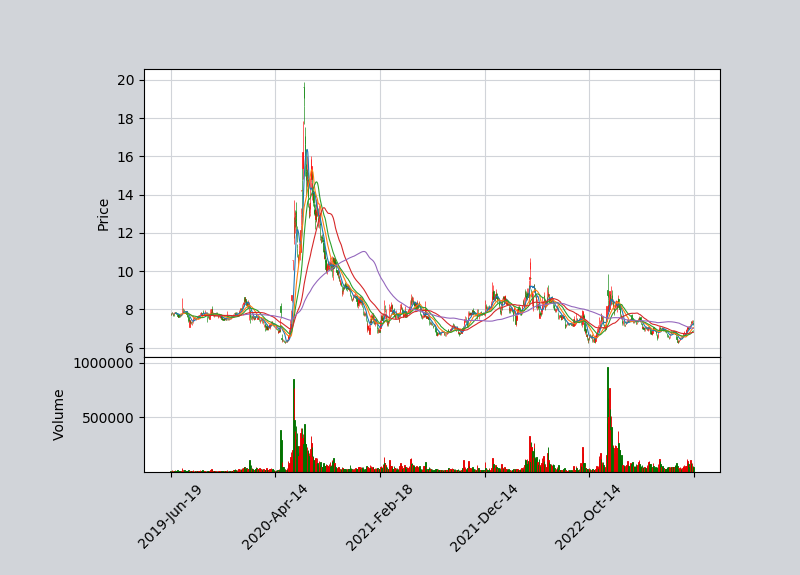 20
18
16
14
12
10
8
6
Price
1000000
500000
Volume
2019-Jun-19
2020-Apr-14
2021-Feb-18
2021-Dec-14
2022-Oct-14